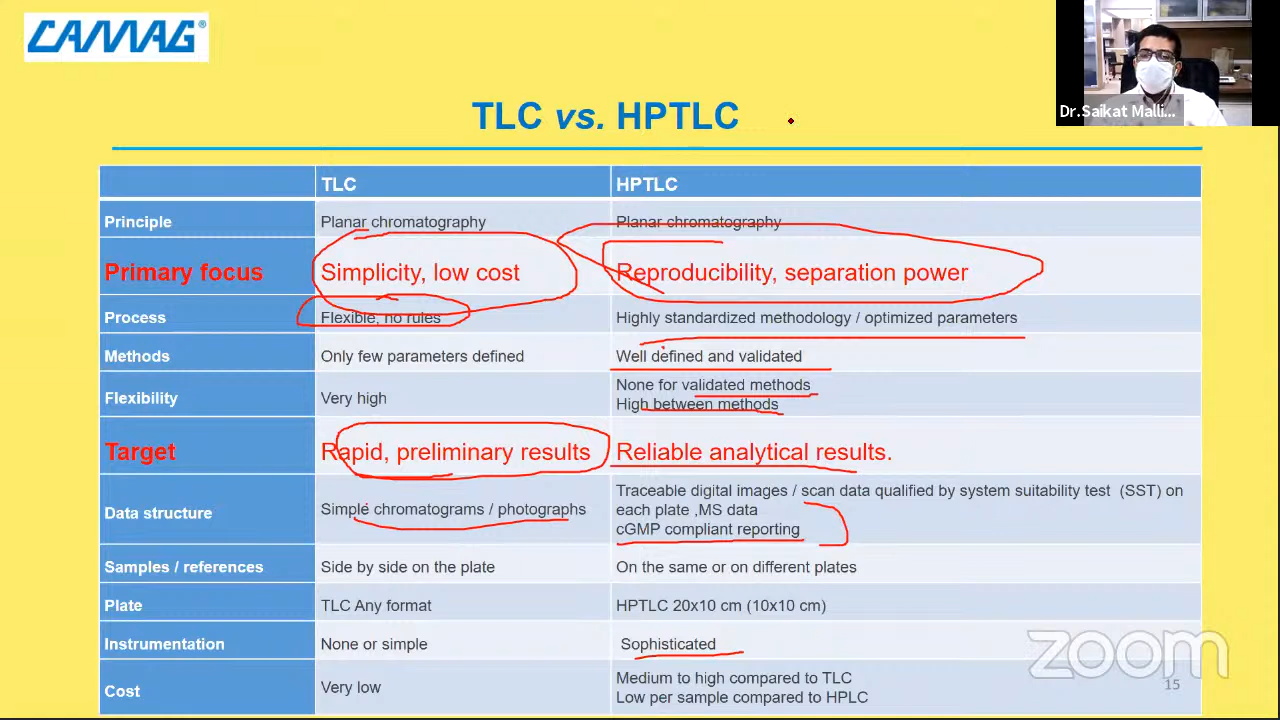 CAMAG®
Dr.Saikat Malli...
TLC vs. HPTLC
TLC HPTLC
Principle Planar chromatography Planar chromatography
Primary focus Simplicity, low cost Reproducibility, separation power
Process Flexible, no rules Highly standardized methodology / optimized parameters
Methods Only few parameters defined Well defined and validated
Flexibility Very high None for validated methods
High between methods
Target Rapid, preliminary results Reliable analytical results.
Data structure Simple chromatograms / photographs Traceable digital images / scan data qualified by system suitability test (SST) on
each plate ,MS data
cGMP compliant reporting
Samples / references Side by side on the plate On the same or on different plates
Plate TLC Any format HPTLC 20x10 cm (10x10 cm)
Instrumentation None or simple Sophisticated
Cost Very low Medium to high compared to TLC
Low per sample compared to HPLC
zoom
15